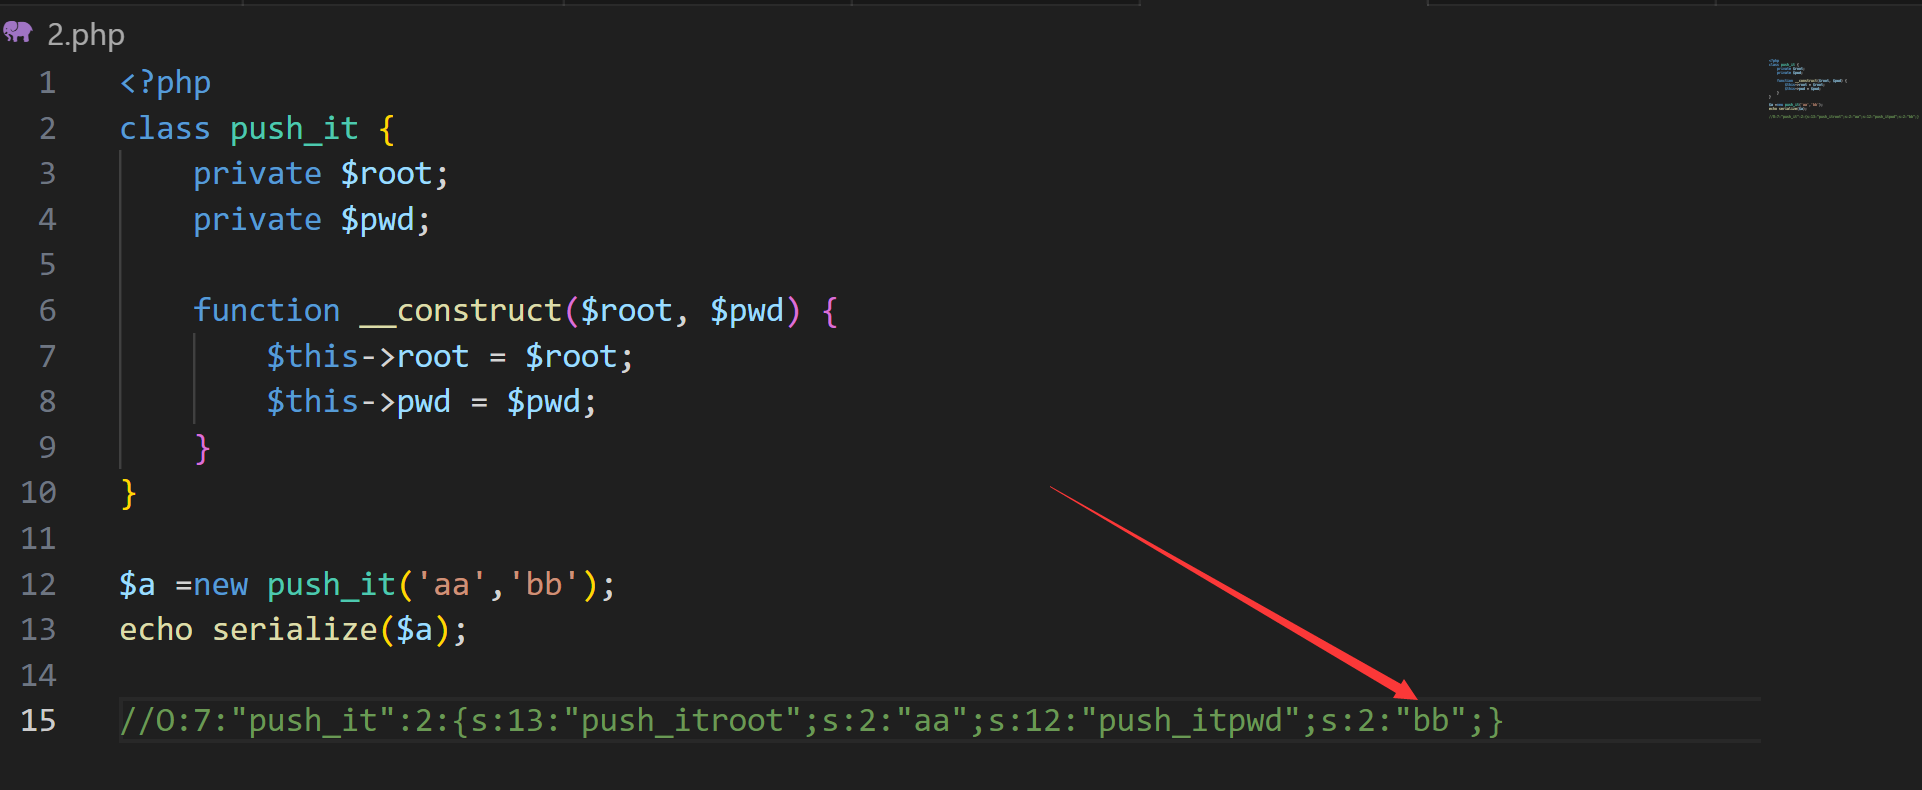 2.php
1 <?php
2 class push_it {
3     private $root;
4     private $pwd;
5
6     function __construct($root, $pwd) {
7         $this->root = $root;
8         $this->pwd = $pwd;
9     }
10 }
11
12 $a =new push_it('aa','bb');
13 echo serialize($a);
14
15 //O:7:"push_it":2:{s:13:"push_itroot";s:2:"aa";s:12:"push_itpwd";s:2:"bb";}